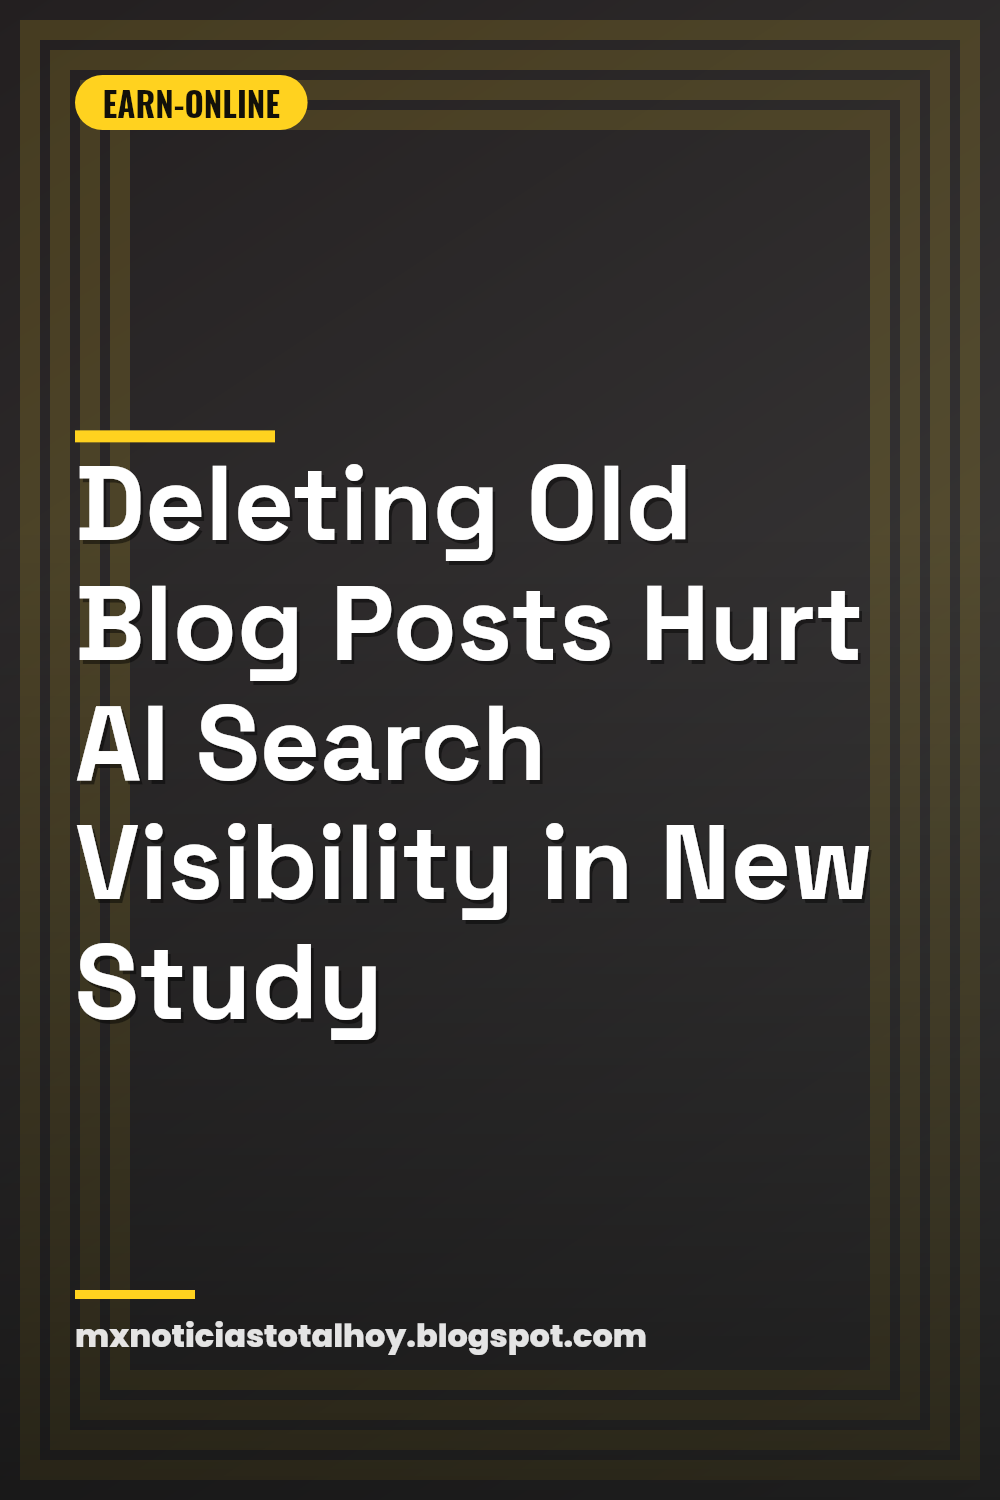 EARN-ONLINE
Deleting Old
Blog Posts Hurt
AI Search
Visibility in New
Study
mxnoticiastotalhoy.blogspot.com